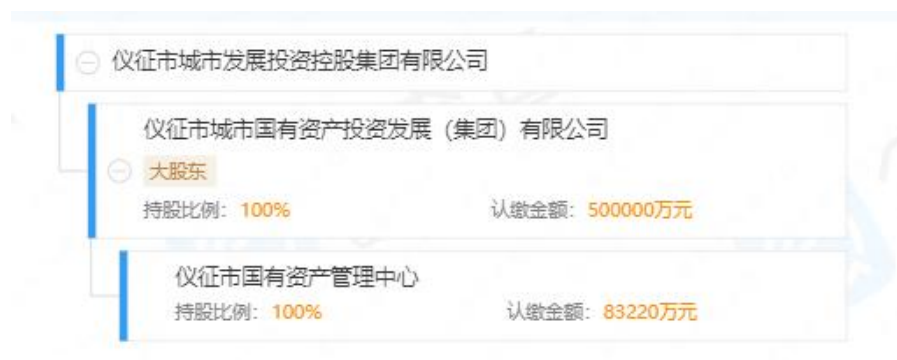 仪征市城市发展投资控股集团有限公司
仪征市城市国有资产投资发展（集团）有限公司
大股东
持股比例：100% 认缴金额：500000万元
仪征市国有资产管理中心
持股比例：100% 认缴金额：83220万元